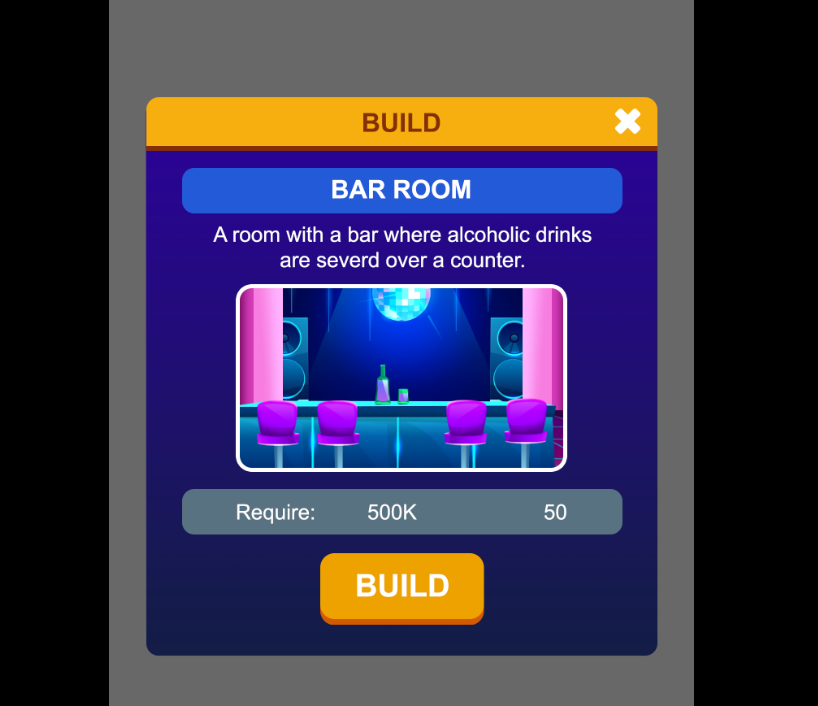 BUILD
BAR ROOM
A room with a bar where alcoholic drinks
are severd over a counter.
Require: 500K 50
BUILD